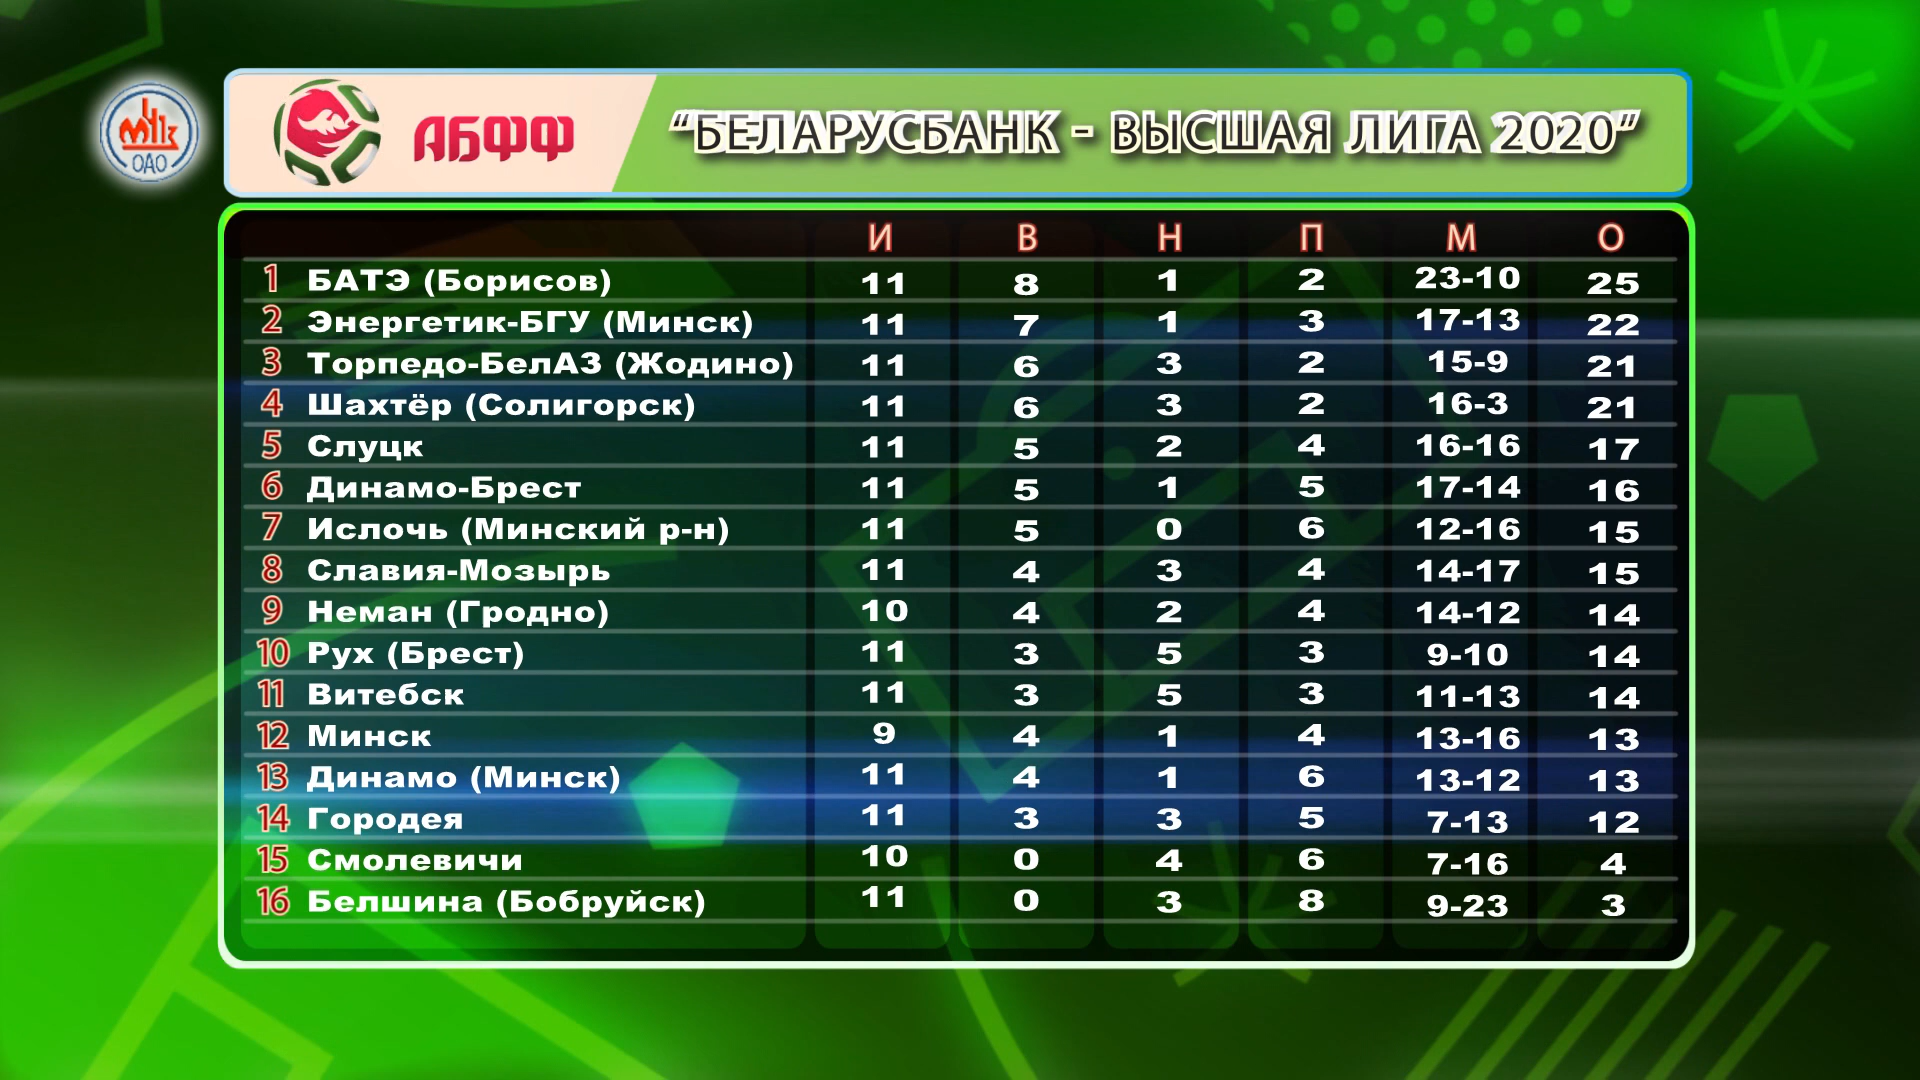 МНПЗ
ОАО
АБФФ
“БЕЛАРУСБАНК - ВЫСШАЯ ЛИГА 2020”
И В Н П М О
1 БАТЭ (Борисов) 11 8 1 2 23-10 25
2 Энергетик-БГУ (Минск) 11 7 1 3 17-13 22
3 Торпедо-БелАЗ (Жодино) 11 6 3 2 15-9 21
4 Шахтёр (Солигорск) 11 6 3 2 16-3 21
5 Слуцк 11 5 2 4 16-16 17
6 Динамо-Брест 11 5 1 5 17-14 16
7 Ислочь (Минский р-н) 11 5 0 6 12-16 15
8 Славия-Мозырь 11 4 3 4 14-17 15
9 Неман (Гродно) 10 4 2 4 14-12 14
10 Рух (Брест) 11 3 5 3 9-10 14
11 Витебск 11 3 5 3 11-13 14
12 Минск 9 4 1 4 13-16 13
13 Динамо (Минск) 11 4 1 6 13-12 13
14 Городея 11 3 3 5 7-13 12
15 Смолевичи 10 0 4 6 7-16 4
16 Белшина (Бобруйск) 11 0 3 8 9-23 3